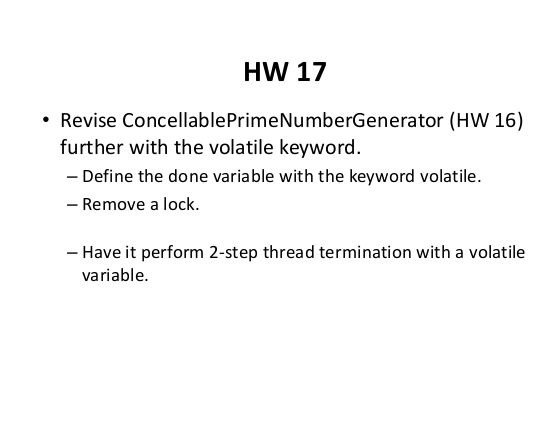 HW 17
• Revise ConcellablePrimeNumberGenerator (HW 16)
further with the volatile keyword.
– Define the done variable with the keyword volatile.
– Remove a lock.
– Have it perform 2-step thread termination with a volatile
variable.